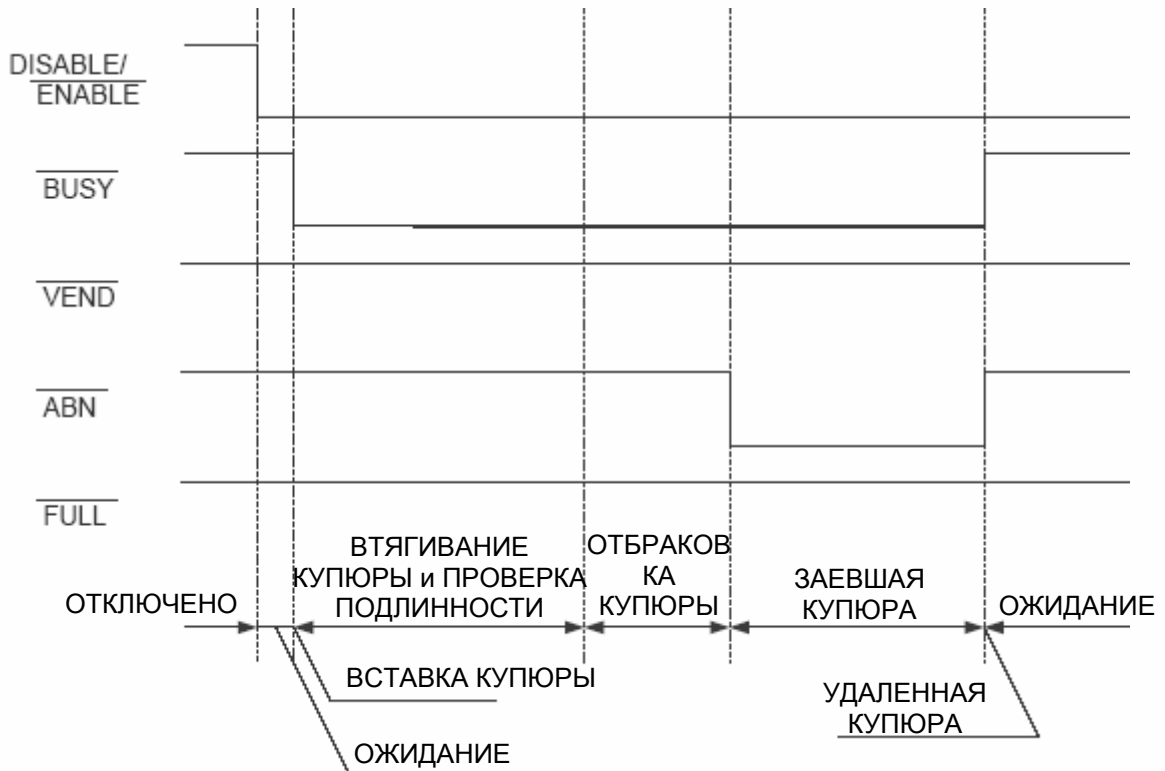 DISABLE/
ENABLE
BUSY
VEND
ABN
FULL
ОТКЛЮЧЕНО
ВТЯГИВАНИЕ
КУПЮРЫ и ПРОВЕРКА
ПОДЛИННОСТИ
ОТБРАКОВ
КА
КУПЮРЫ
ЗАЕВШАЯ
КУПЮРА
ОЖИДАНИЕ
ВСТАВКА КУПЮРЫ
ОЖИДАНИЕ
УДАЛЕННАЯ
КУПЮРА